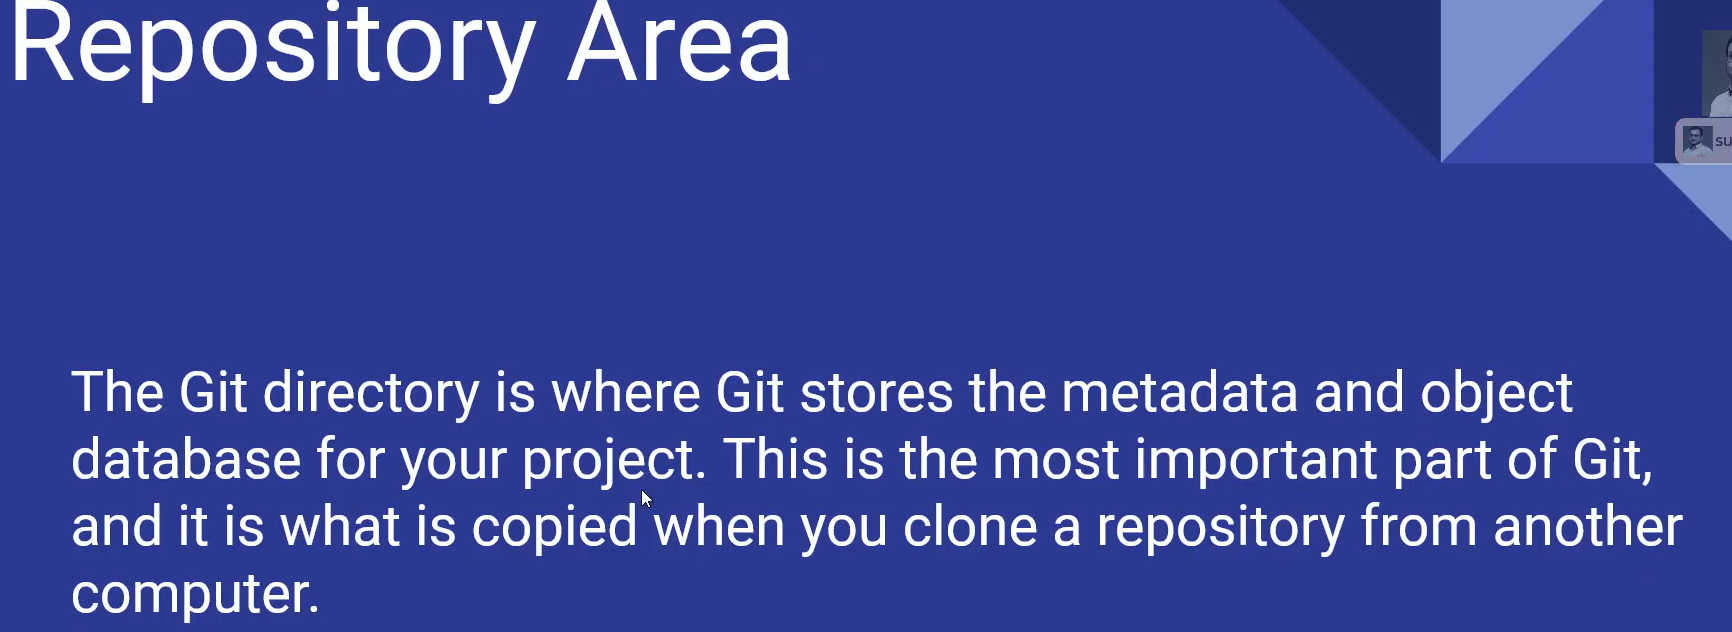 Repository Area
SU
The Git directory is where Git stores the metadata and object
database for your project. This is the most important part of Git,
and it is what is copied when you clone a repository from another
computer.